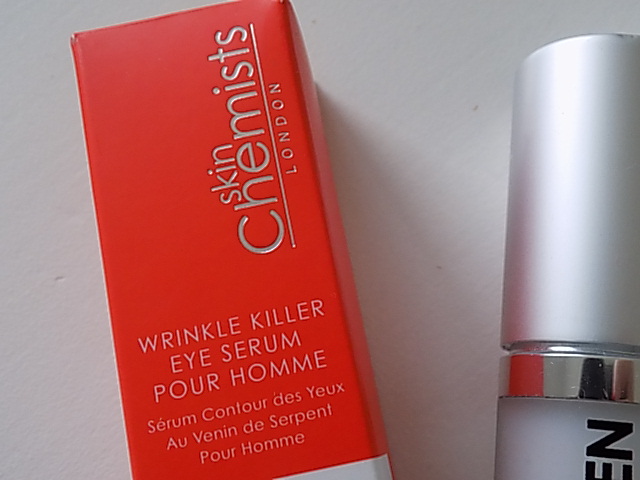 skin
Chemists
LONDON
WRINKLE KILLER
EYE SERUM
POUR HOMME
Sérum Contour des Yeux
Au Venin de Serpent
Pour Homme
EN